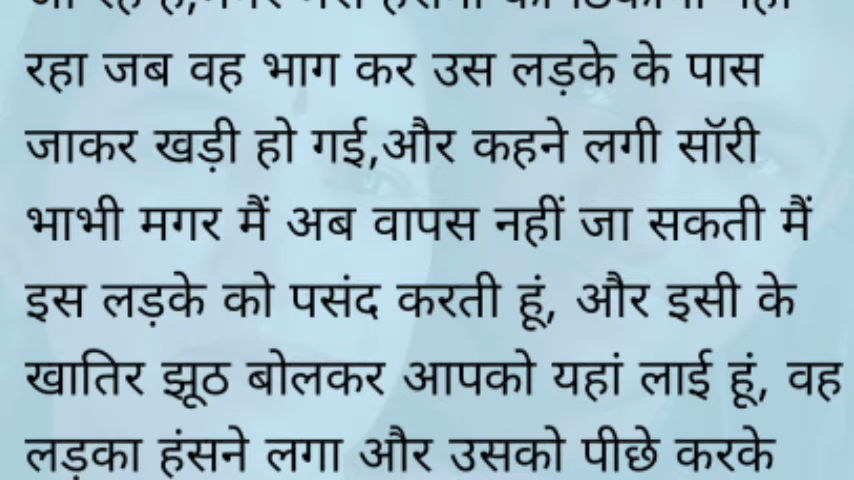 रहा जब वह भाग कर उस लड़के के पास
जाकर खड़ी हो गई,और कहने लगी सॉरी
भाभी मगर मैं अब वापस नहीं जा सकती मैं
इस लड़के को पसंद करती हूं, और इसी के
खातिर झूठ बोलकर आपको यहां लाई हूं, वह
लड़का हंसने लगा और उसको पीछे करके